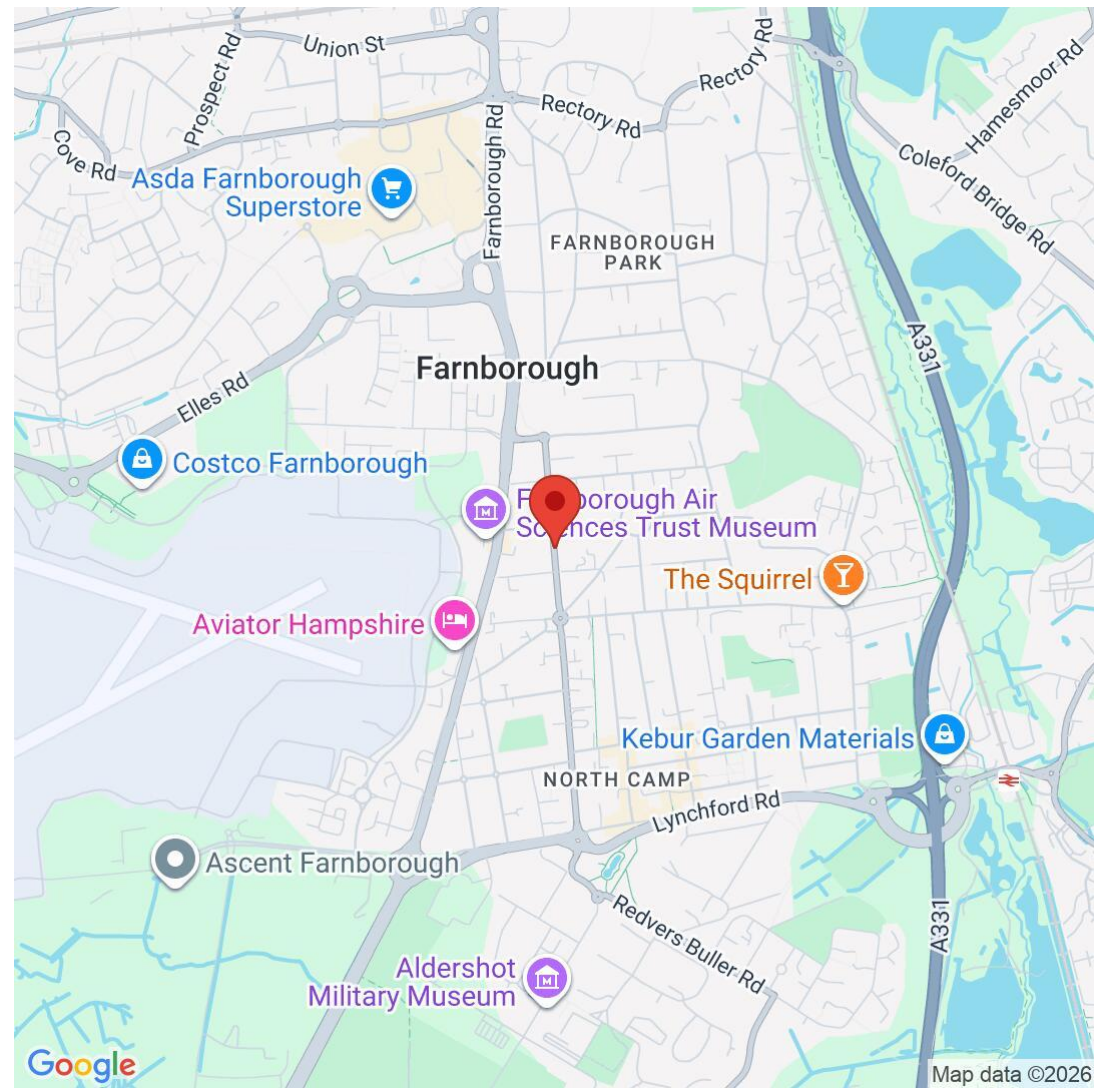 Union St
Prospect Rd
Rectory Rd
Rectory Rd
Hamesmoor Rd
Cove Rd
Farnborough Rd
Coleford Bridge Rd
Asda Farnborough
Superstore
FARNBOROUGH
PARK
A331
Farnborough
Elles Rd
Costco Farnborough
Air
Trust Museum
The Squirrel
Aviator Hampshire
Kebur Garden Materials
NORTH CAMP
Lynchford Rd
Ascent Farnborough
Redvers Buller Rd
A331
Aldershot
Military Museum
Google
Map data ©2026